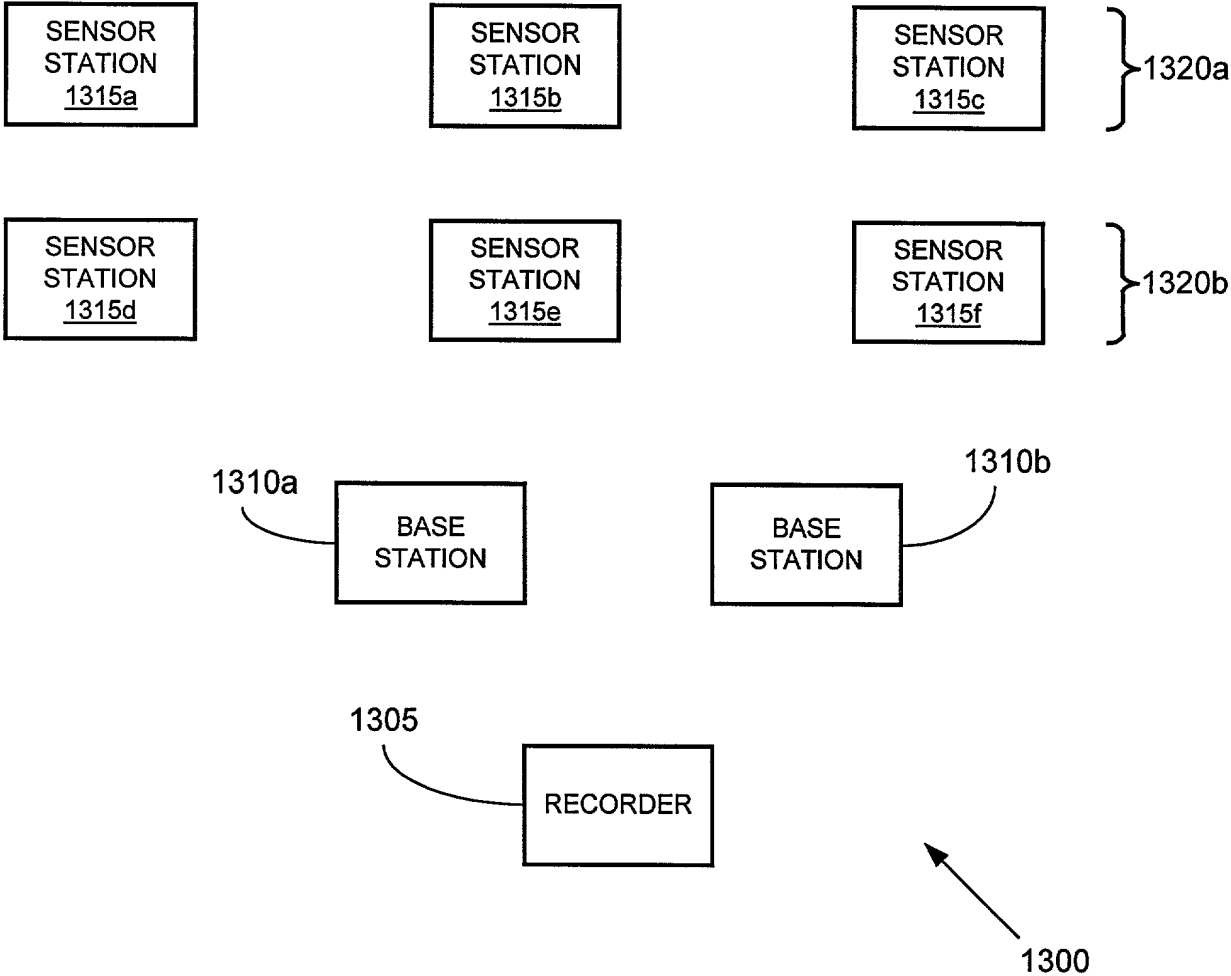 SENSOR
STATION
1315a
SENSOR
STATION
1315b
SENSOR
STATION
1315c
1320a
SENSOR
STATION
1315d
SENSOR
STATION
1315e
SENSOR
STATION
1315f
1320b
1310a
BASE
STATION
1310b
BASE
STATION
1305
RECORDER
1300